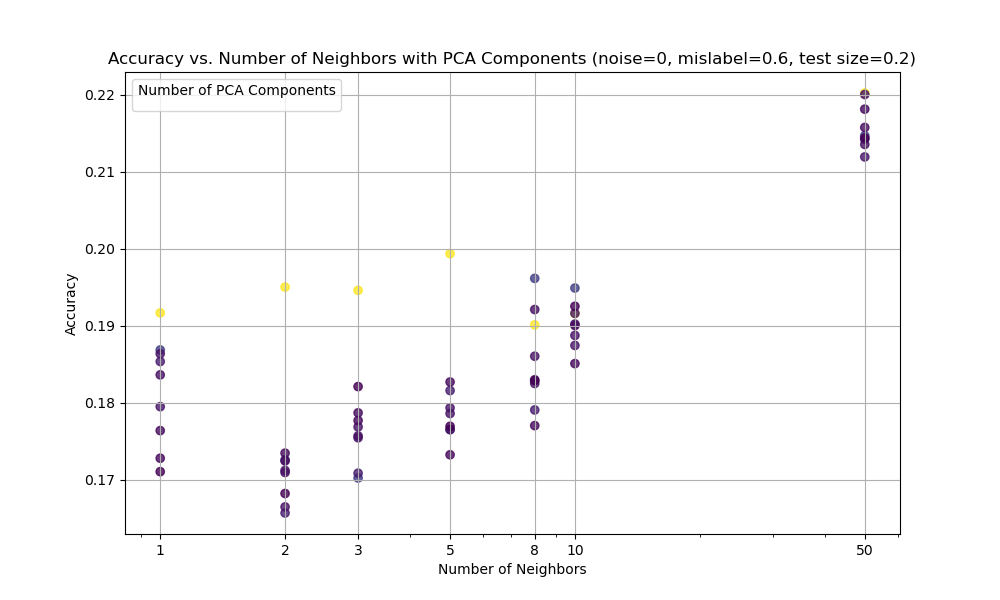 Accuracy vs. Number of Neighbors with PCA Components (noise=0, mislabel=0.6, test size=0.2)
Number of PCA Components
0.22
0.21
0.20
0.19
0.18
0.17
Accuracy
1 2 3 5 8 10 50
Number of Neighbors